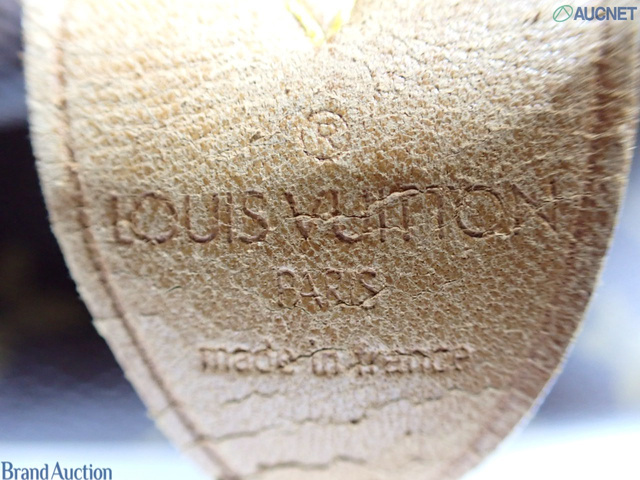 AUCNET
®
LOUIS VUITTON
PARIS
made in France
Brand Auction